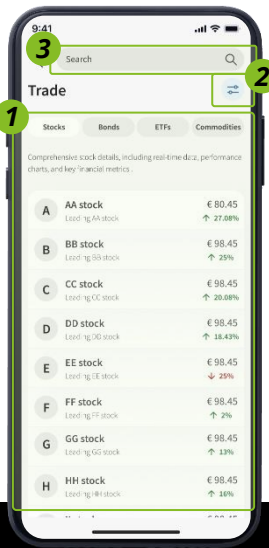 9:41
3
Search
Trade
2
1
Stocks Bonds ETFs Commodities
Comprehensive stock details, including real-time data, performance
charts, and key financial metrics .
A AA stock € 80.45
Leading AA stock ↑ 27.08%
B BB stock € 98.45
Leading BB stock ↑ 25%
C CC stock € 98.45
Leading CC stock ↑ 20.08%
D DD stock € 98.45
Leading DD stock ↑ 18.43%
E EE stock € 98.45
Leading EE stock ↓ 25%
F FF stock € 98.45
Leading FF stock ↑ 2%
G GG stock € 98.45
Leading GG stock ↑ 13%
H HH stock € 98.45
Leading HH stock ↑ 16%